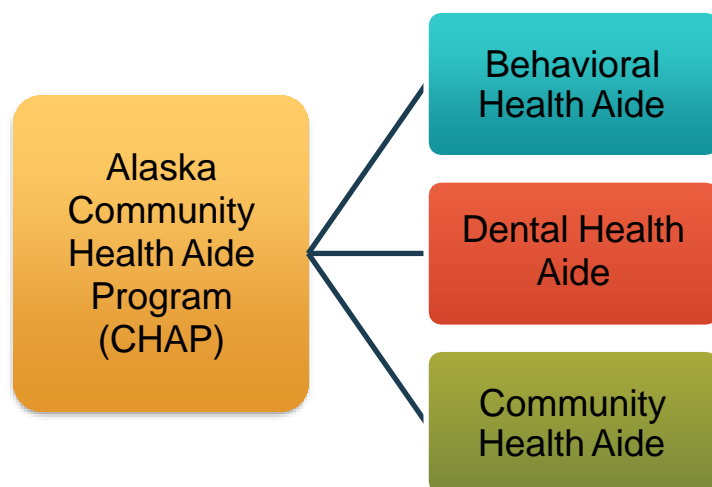 Alaska
Community
Health Aide
Program
(CHAP)
Behavioral
Health Aide
Dental Health
Aide
Community
Health Aide